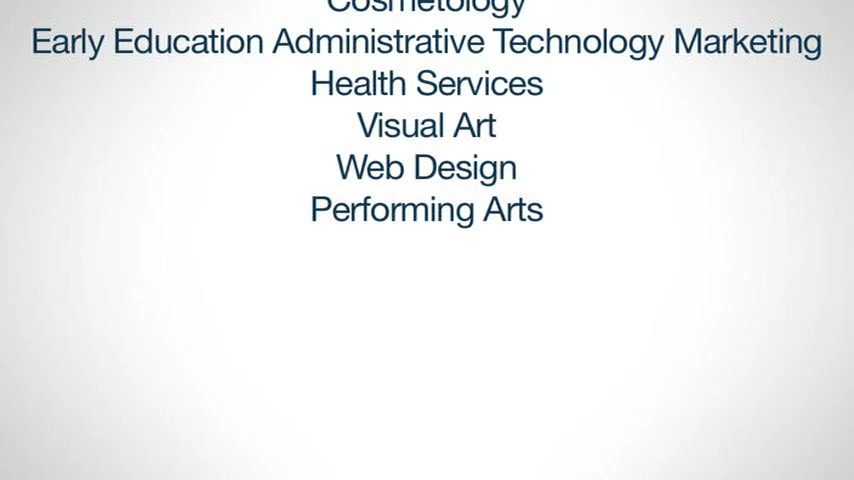 Cosmetology
Early Education Administrative Technology Marketing
Health Services
Visual Art
Web Design
Performing Arts